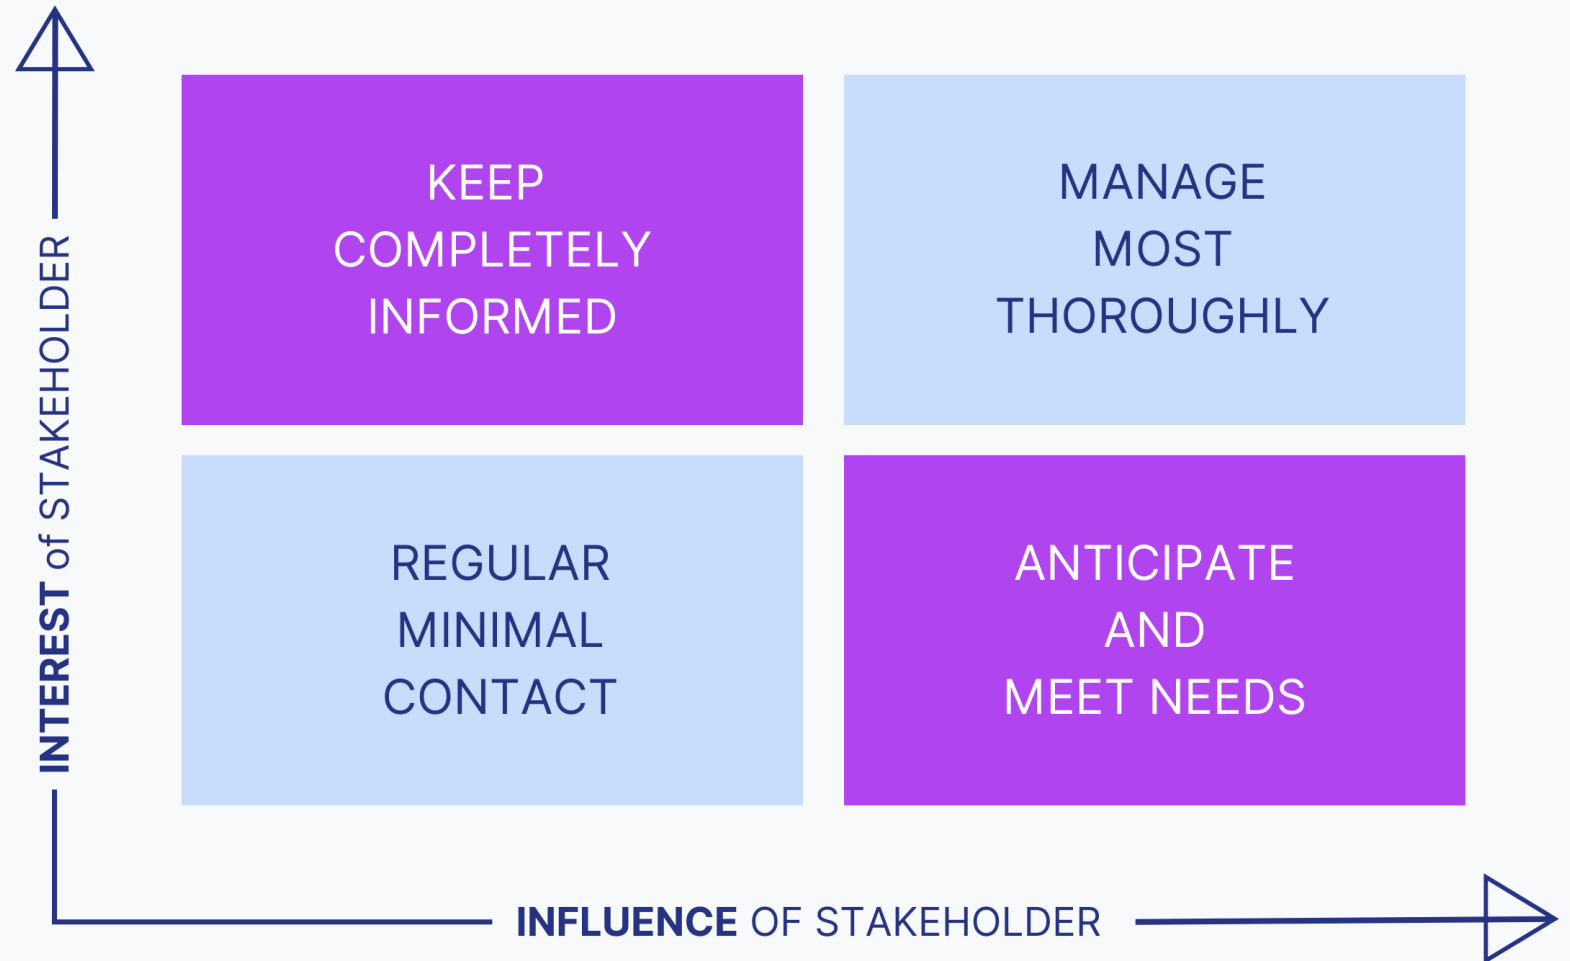 KEEP
COMPLETELY
INFORMED
MANAGE
MOST
THOROUGHLY
INTEREST of STAKEHOLDER
REGULAR
MINIMAL
CONTACT
ANTICIPATE
AND
MEET NEEDS
INFLUENCE OF STAKEHOLDER